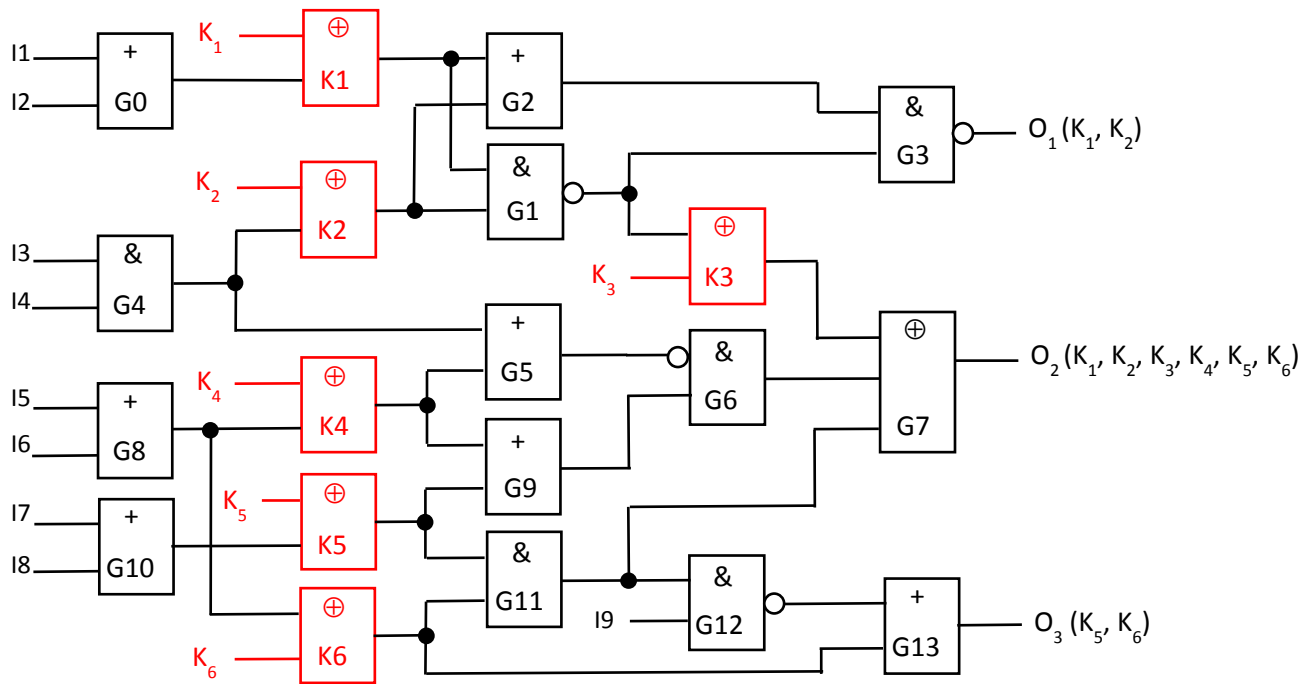 I1
I2
+
G0
K₁
⊕
K1
+
G2
&
G3
O₁ (K₁, K₂)
K₂
⊕
K2
&
G1
I3
I4
&
G4
K₃
⊕
K3
+
G5
&
G6
⊕
G7
O₂ (K₁, K₂, K₃, K₄, K₅, K₆)
I5
I6
+
G8
K₄
⊕
K4
+
G9
I7
I8
+
G10
K₅
⊕
K5
&
G11
K₆
⊕
K6
I9
&
G12
+
G13
O₃ (K₅, K₆)